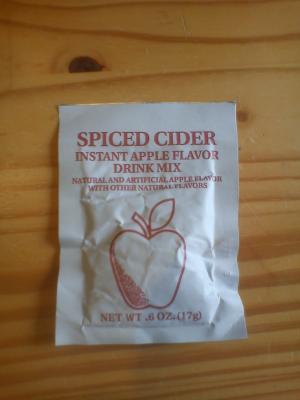 SPICED CIDER
INSTANT APPLE FLAVOR
DRINK MIX
NATURAL AND ARTIFICIAL APPLE FLAVOR
WITH OTHER NATURAL FLAVORS
NET WT .6 OZ. (17g)